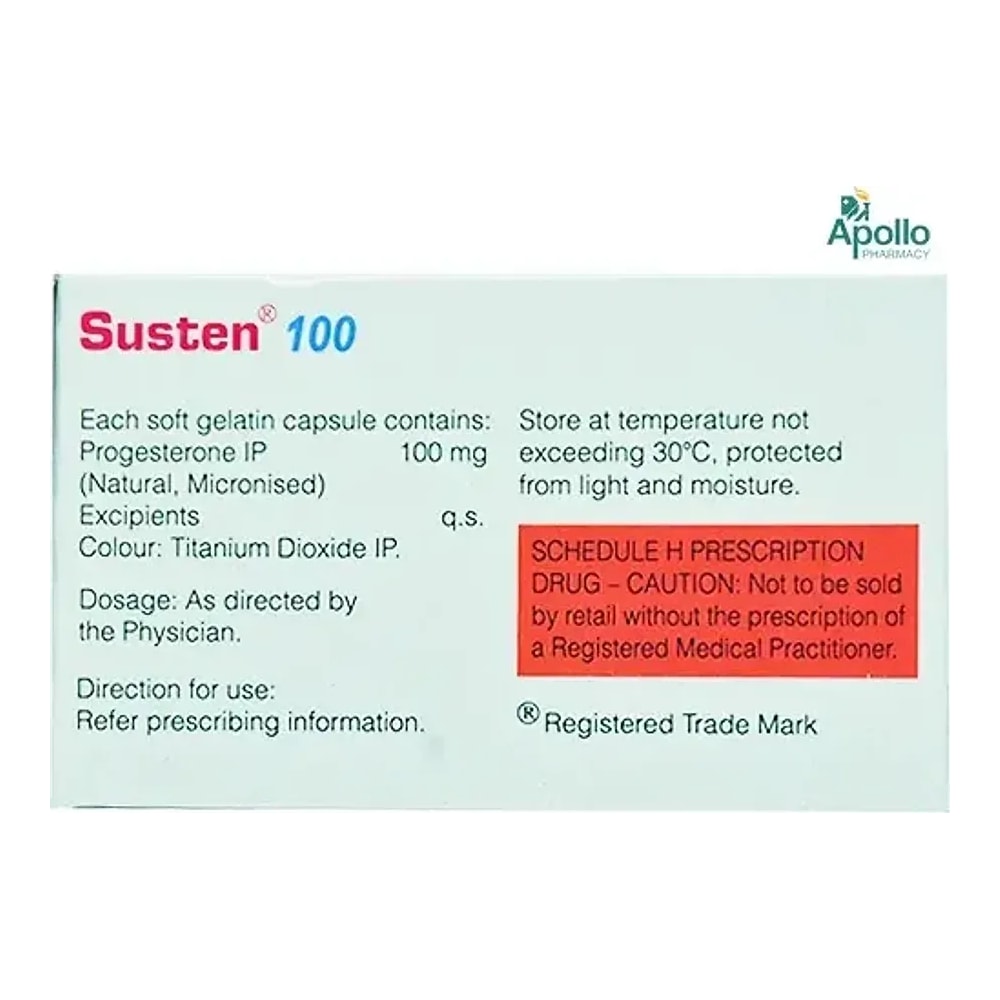 Apollo
PHARMACY
Susten® 100
Each soft gelatin capsule contains:
Progesterone IP 100 mg
(Natural, Micronised)
Excipients q.s.
Colour: Titanium Dioxide IP.
Dosage: As directed by
the Physician.
Direction for use:
Refer prescribing information.
Store at temperature not
exceeding 30°C, protected
from light and moisture.
SCHEDULE H PRESCRIPTION
DRUG – CAUTION: Not to be sold
by retail without the prescription of
a Registered Medical Practitioner.
® Registered Trade Mark